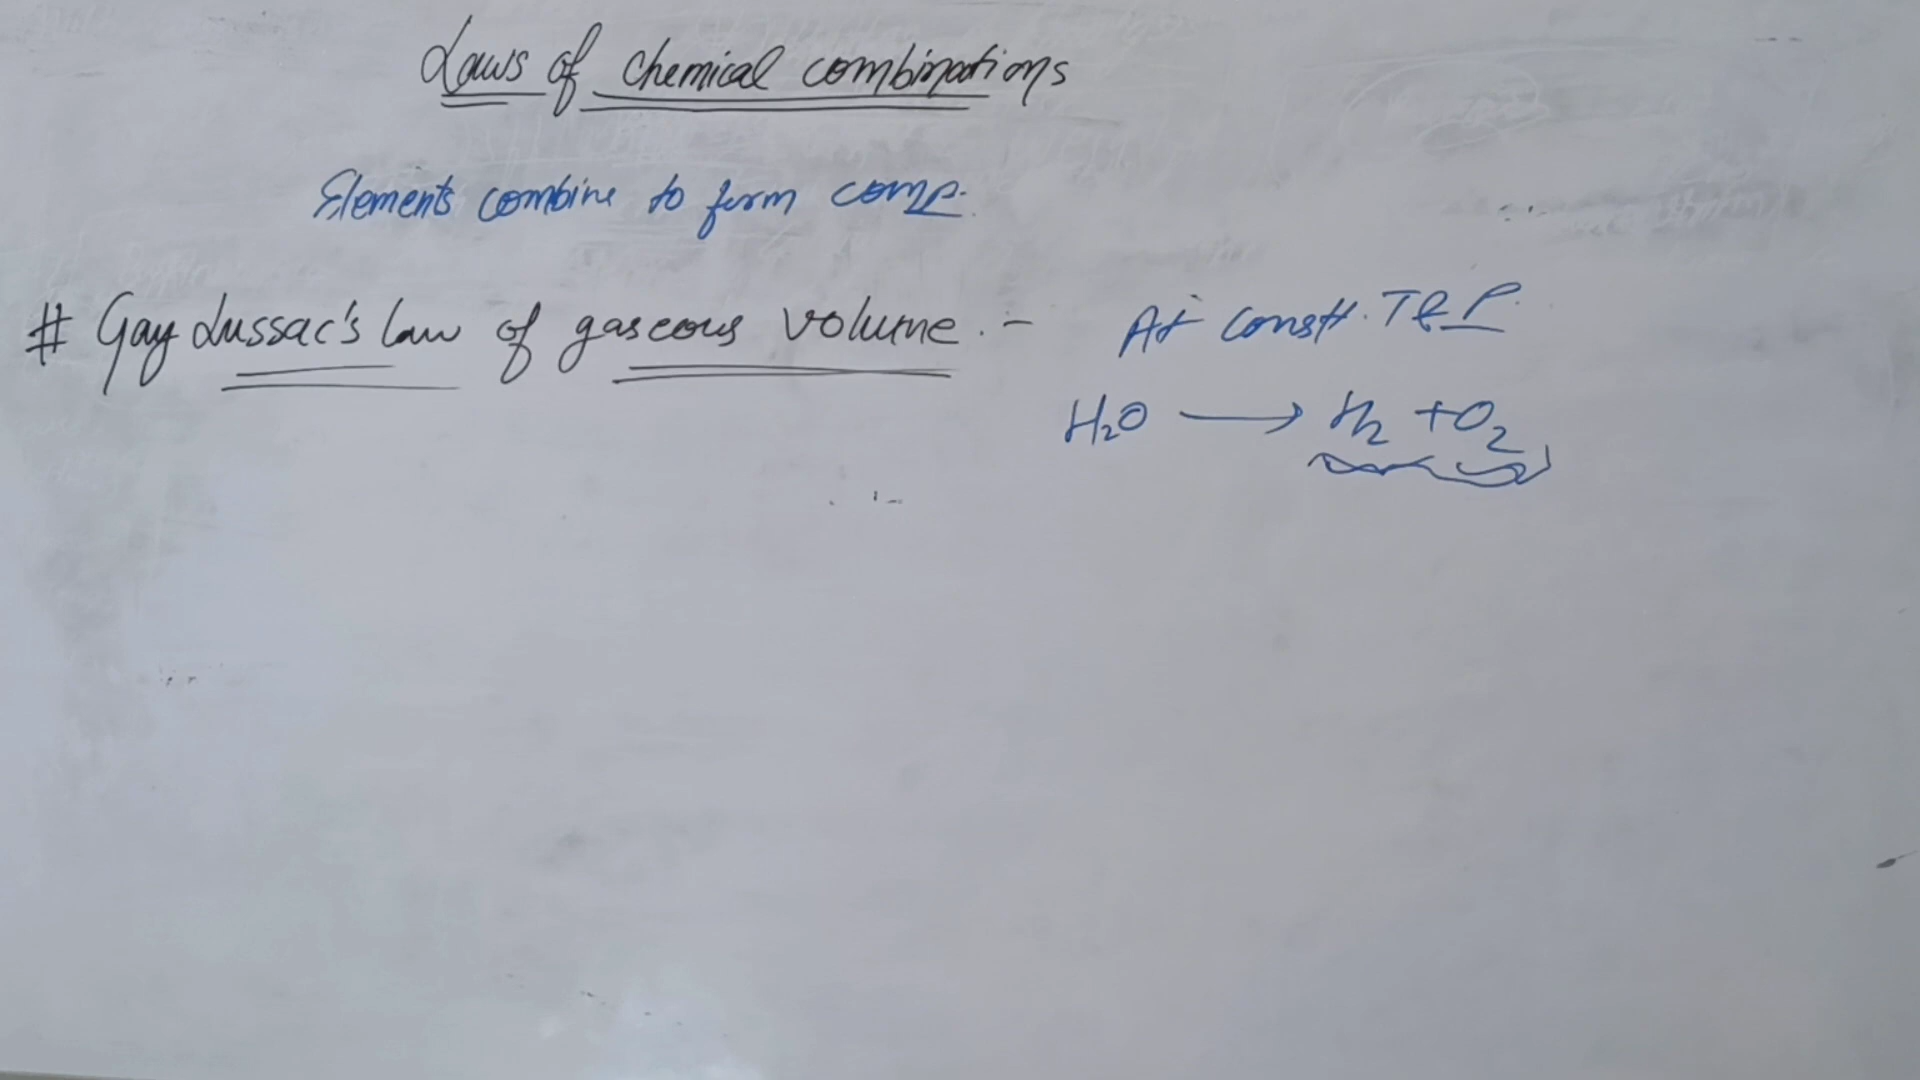 Laws of chemical combinations
Elements combine to form comp.
# Gay Lussac's law of gaseous volume. :- At constt. T & P.
H₂O ⟶ H₂ + O₂